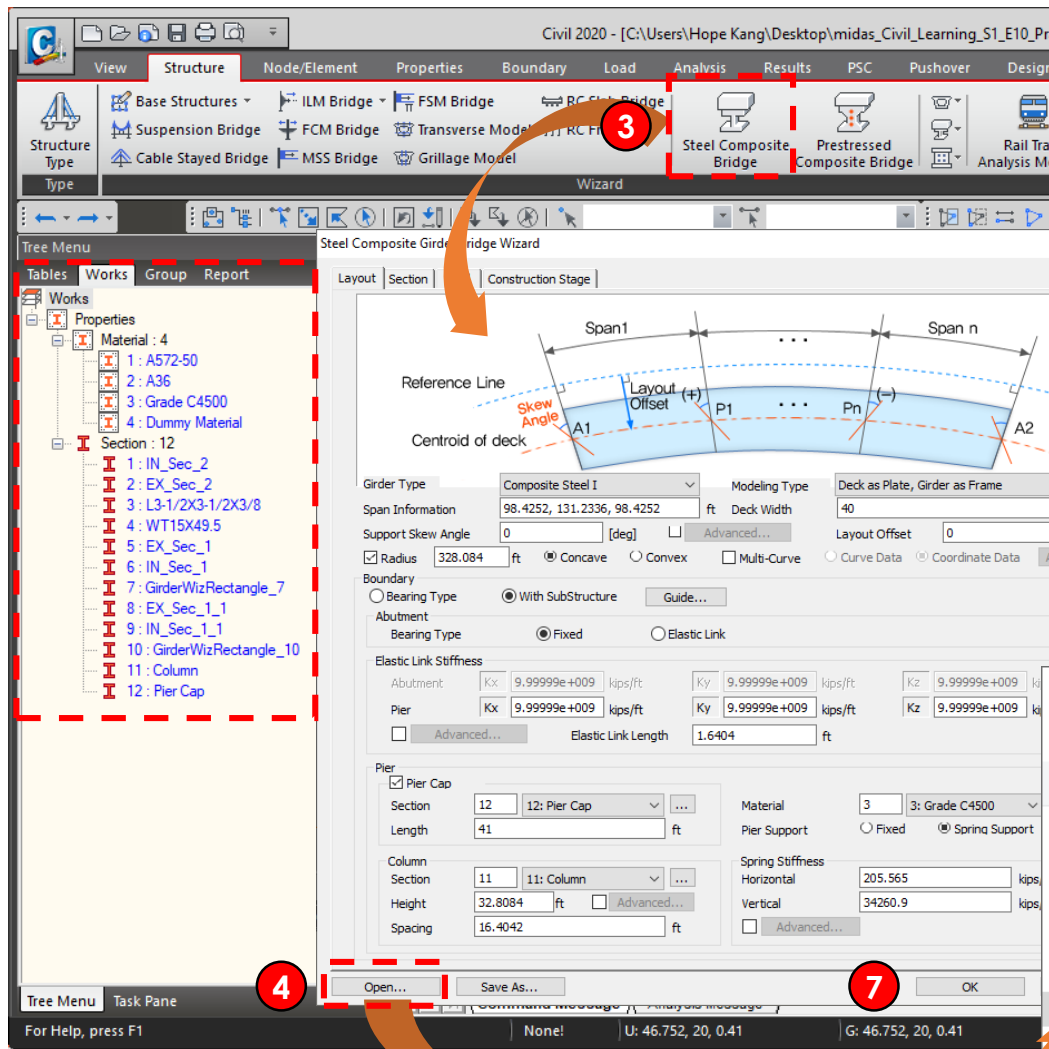 Civil 2020 - [C:\Users\Hope Kang\Desktop\midas_Civil_Learning_S1_E10_Pr
View Structure Node/Element Properties Boundary Load Analysis Results PSC Pushover Design
Base Structures ILM Bridge FSM Bridge RC Slab Bridge
Suspension Bridge FCM Bridge Transverse Model RC
Cable Stayed Bridge MSS Bridge Grillage Model
Structure Type
Steel Composite Bridge
Prestressed Composite Bridge
Rail Tra
Analysis M
3
Type Wizard
Tree Menu
Tables Works Group Report
Works
Properties
Material : 4
1 : A572-50
2 : A36
3 : Grade C4500
4 : Dummy Material
Section : 12
1 : IN_Sec_2
2 : EX_Sec_2
3 : L3-1/2X3-1/2X3/8
4 : WT15X49.5
5 : EX_Sec_1
6 : IN_Sec_1
7 : GirderWizRectangle_7
8 : EX_Sec_1_1
9 : IN_Sec_1_1
10 : GirderWizRectangle_10
11 : Column
12 : Pier Cap
Steel Composite Girder Bridge Wizard
Layout Section Construction Stage
Span1 ... Span n
Reference Line
Layout Offset
Skew Angle
(+) P1 ... Pn (-)
A1 A2
Centroid of deck
Girder Type Composite Steel I Modeling Type Deck as Plate, Girder as Frame
Span Information 98.4252, 131.2336, 98.4252 ft Deck Width 40
Support Skew Angle 0 [deg] Advanced... Layout Offset 0
Radius 328.084 ft Concave Convex Multi-Curve Curve Data Coordinate Data A
Boundary
Bearing Type With SubStructure Guide...
Abutment
Bearing Type Fixed Elastic Link
Elastic Link Stiffness
Abutment Kx 9.99999e+009 kips/ft Ky 9.99999e+009 kips/ft Kz 9.99999e+009 ki
Pier Kx 9.99999e+009 kips/ft Ky 9.99999e+009 kips/ft Kz 9.99999e+009 ki
Advanced... Elastic Link Length 1.6404 ft
Pier
Pier Cap
Section 12 12: Pier Cap ... Material 3 3: Grade C4500
Length 41 ft Pier Support Fixed Spring Support
Column Spring Stiffness
Section 11 11: Column ... Horizontal 205.565 kips/
Height 32.8084 ft Advanced... Vertical 34260.9 kips/
Spacing 16.4042 ft Advanced...
4 Open... Save As... 7 OK
Tree Menu Task Pane Command Message Analysis Message
For Help, press F1 None! U: 46.752, 20, 0.41 G: 46.752, 20, 0.41